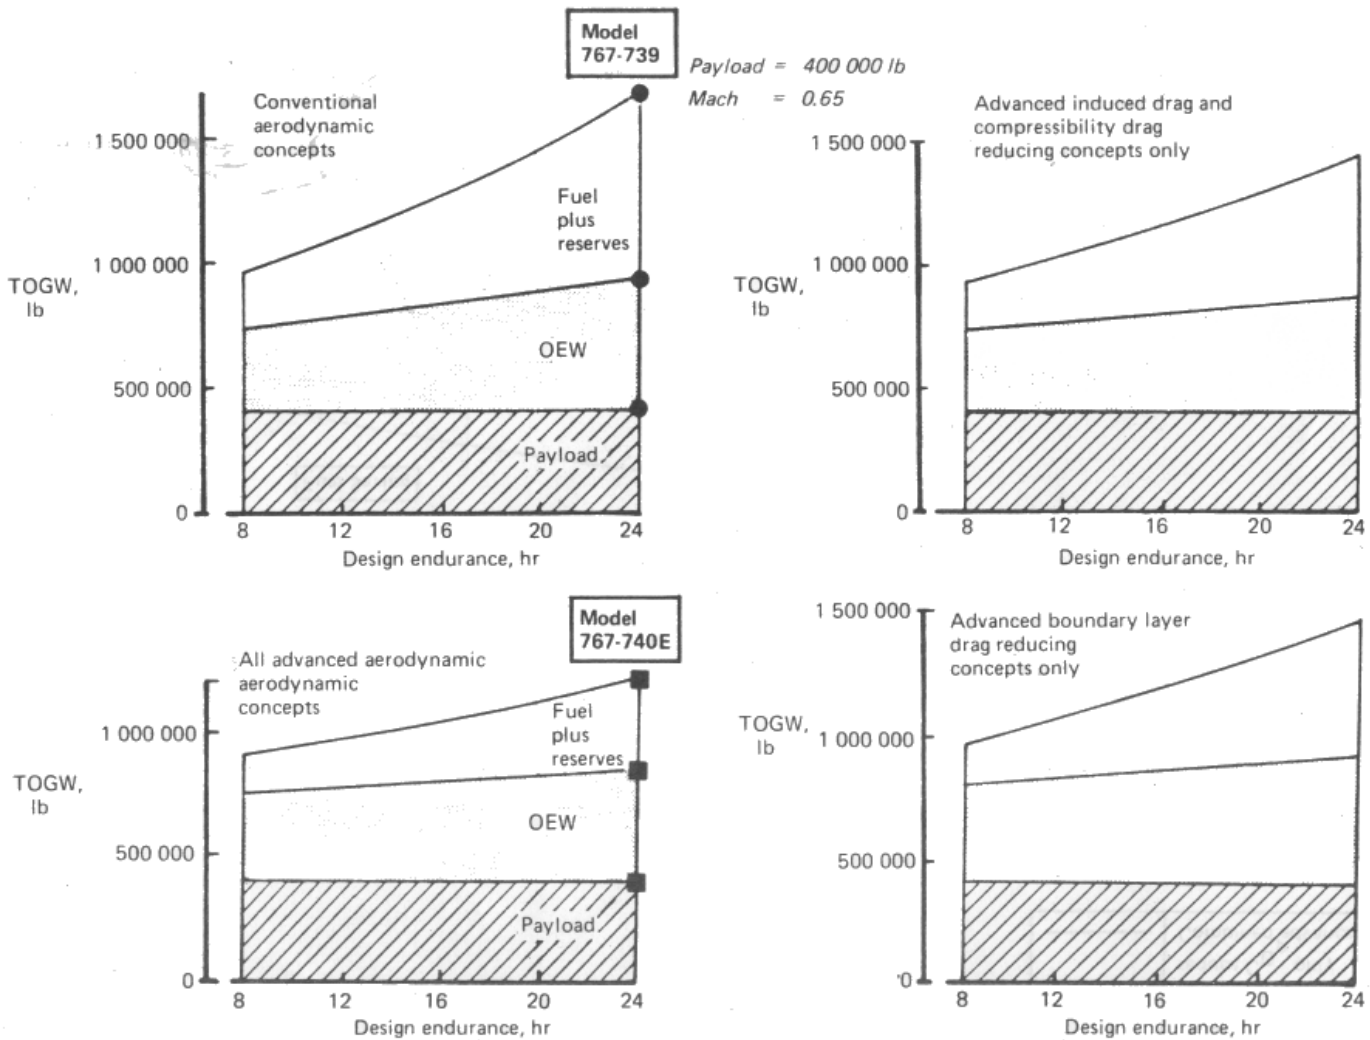 Model
767-739
Payload = 400 000 lb
Mach = 0.65
Conventional
aerodynamic
concepts
1 500 000
1 000 000
500 000
0
TOGW,
lb
Fuel
plus
reserves
OEW
Payload
8 12 16 20 24
Design endurance, hr
Advanced induced drag and
compressibility drag
reducing concepts only
1 500 000
1 000 000
500 000
0
TOGW,
lb
8 12 16 20 24
Design endurance, hr
Model
767-740E
All advanced aerodynamic
aerodynamic
concepts
1 000 000
500 000
0
TOGW,
lb
Fuel
plus
reserves
OEW
Payload
8 12 16 20 24
Design endurance, hr
Advanced boundary layer
drag reducing
concepts only
1 500 000
1 000 000
500 000
0
TOGW,
lb
8 12 16 20 24
Design endurance, hr